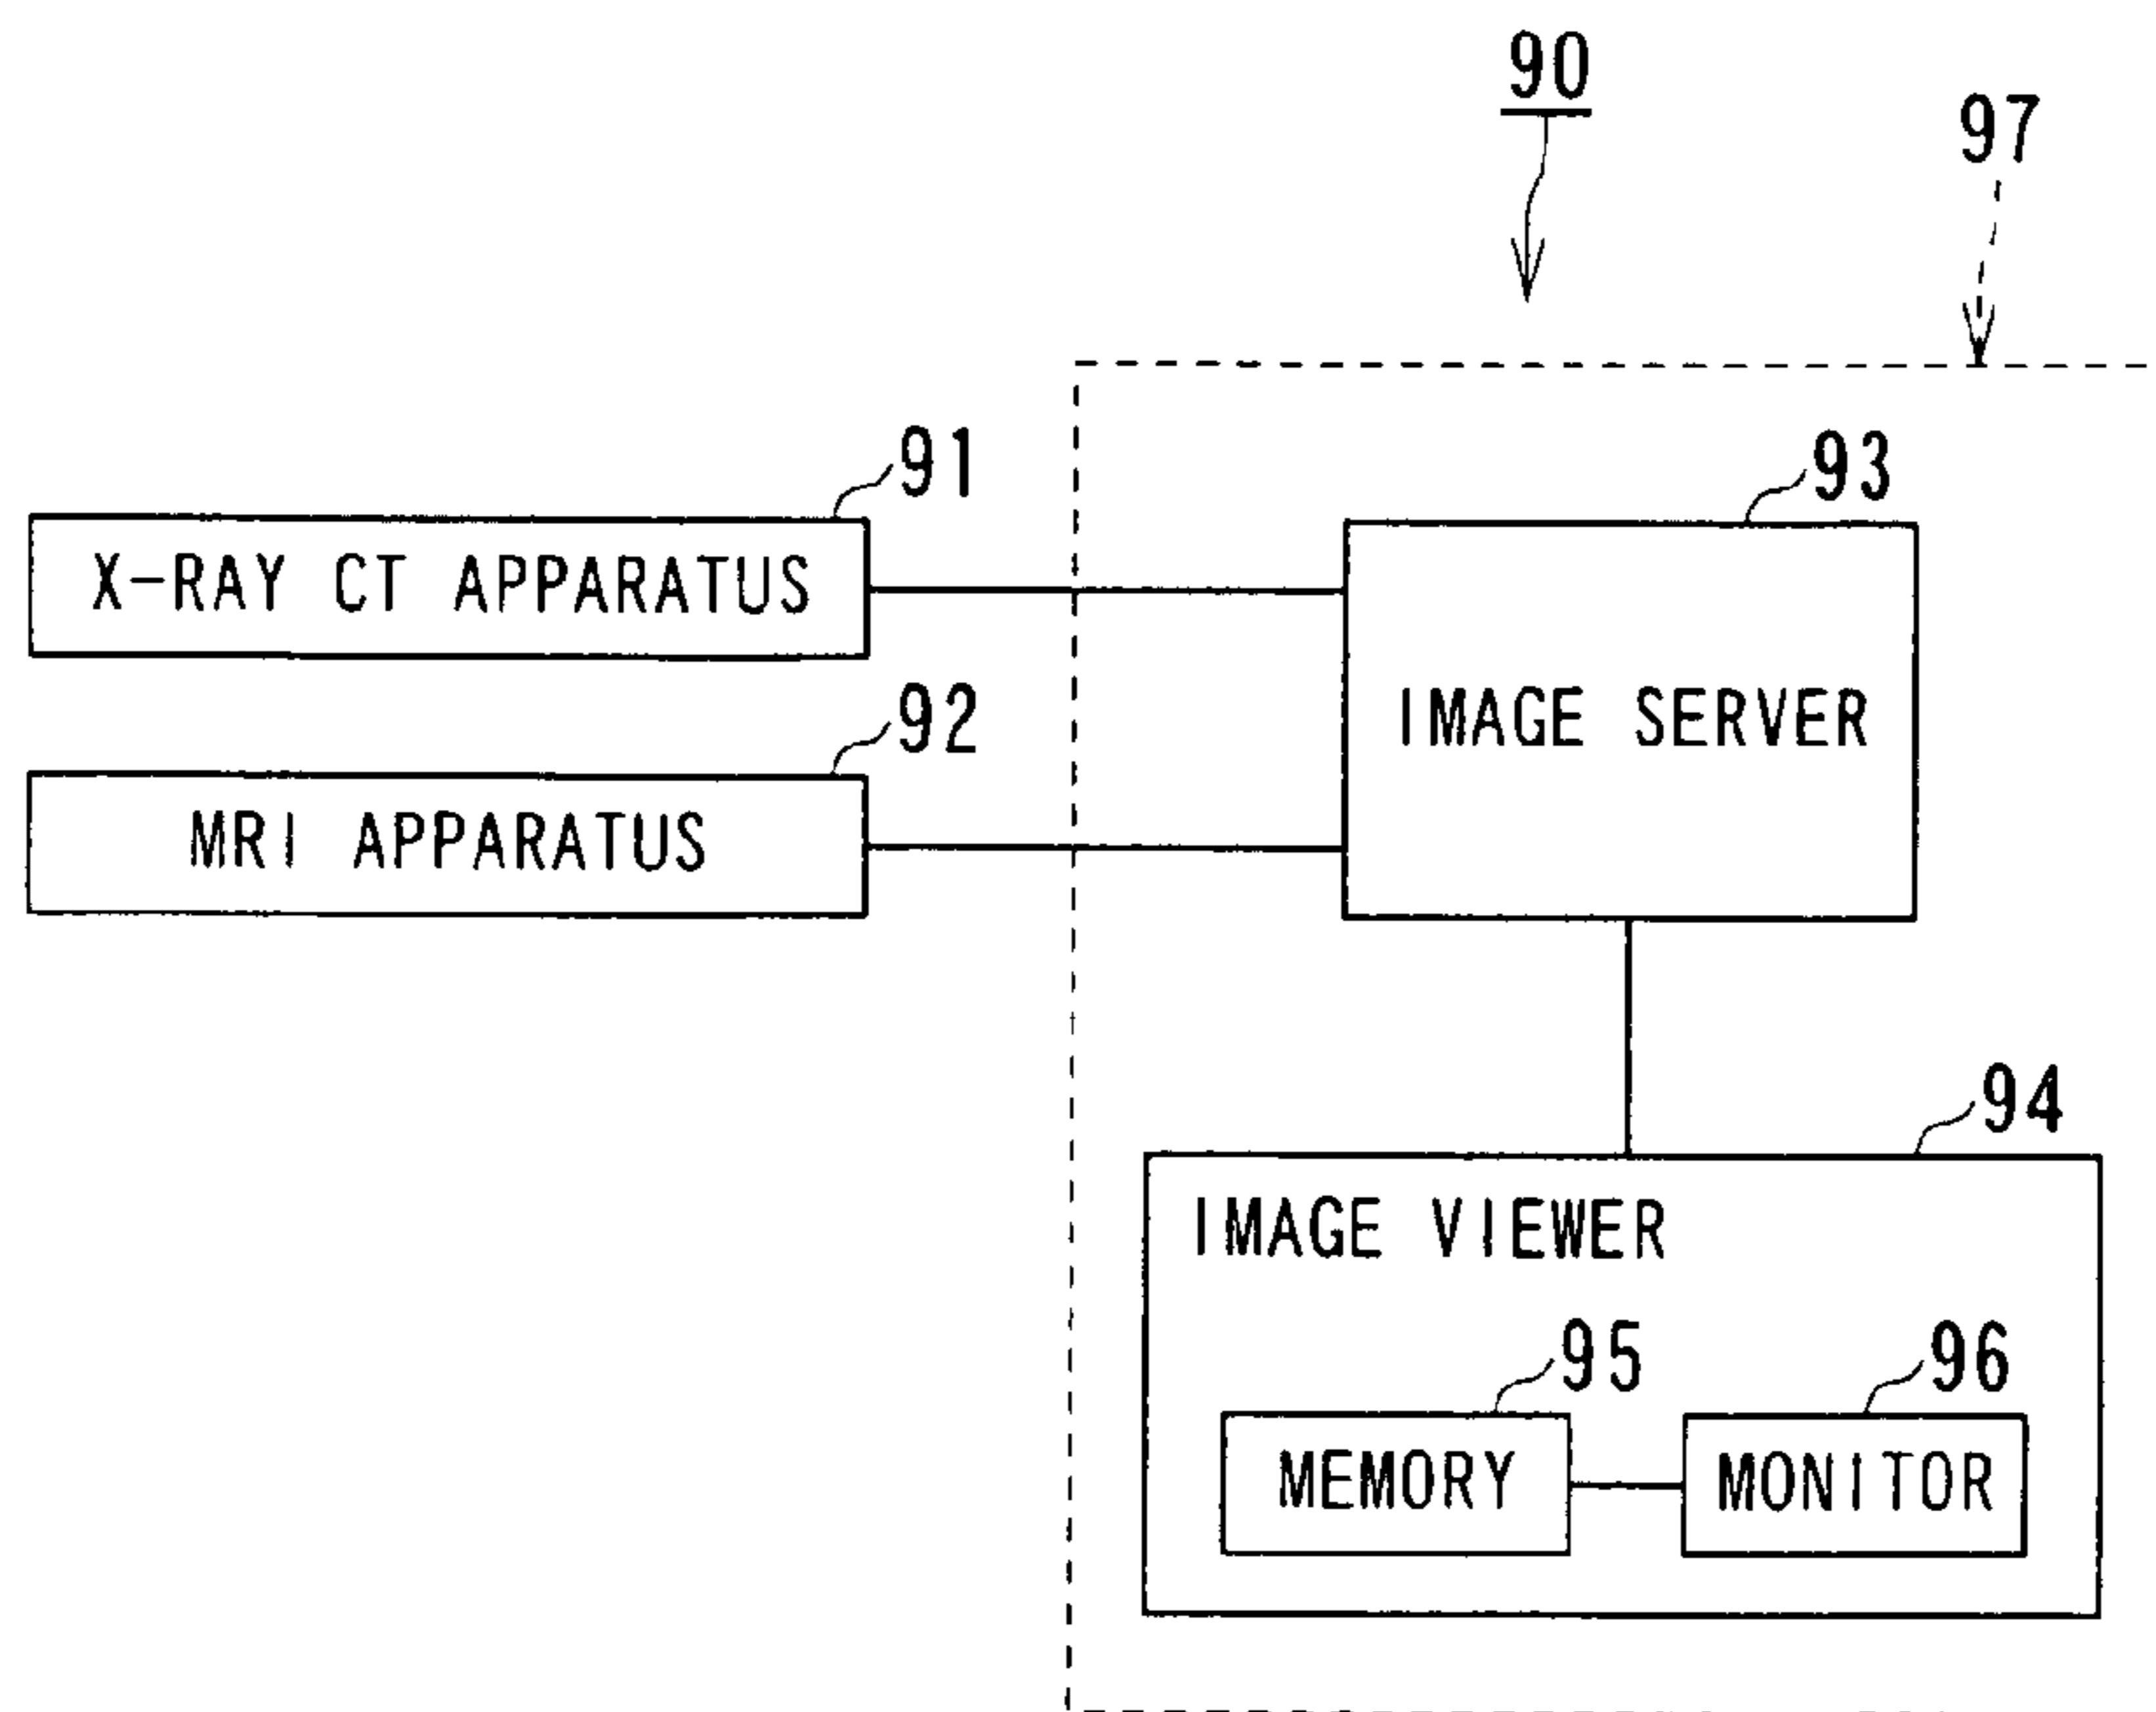 90
97
91
93
X-RAY CT APPARATUS
92
IMAGE SERVER
MRI APPARATUS
94
IMAGE VIEWER
95
96
MEMORY
MONITOR